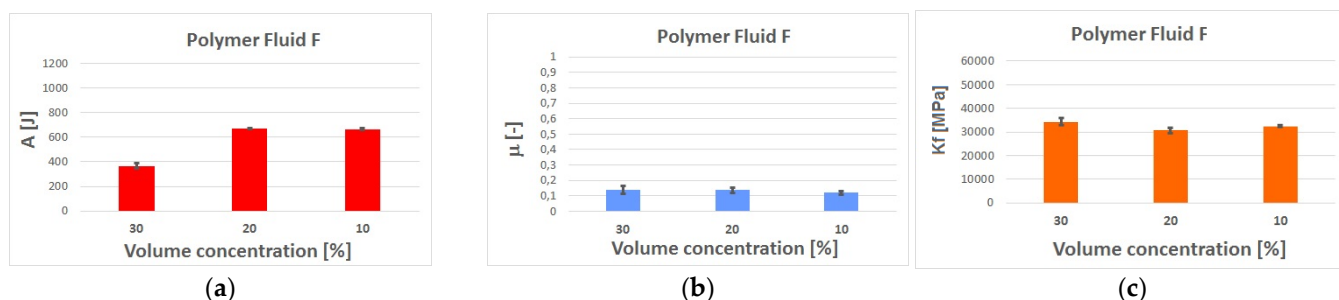 Polymer Fluid F
1200
1000
800
600
400
200
0
A [J]
30 20 10
Volume concentration [%]
(a)
Polymer Fluid F
1
0,9
0,8
0,7
0,6
0,5
0,4
0,3
0,2
0,1
0
μ [-]
30 20 10
Volume concentration [%]
(b)
Polymer Fluid F
60000
50000
40000
30000
20000
10000
0
Kf [MPa]
30 20 10
Volume concentration [%]
(c)